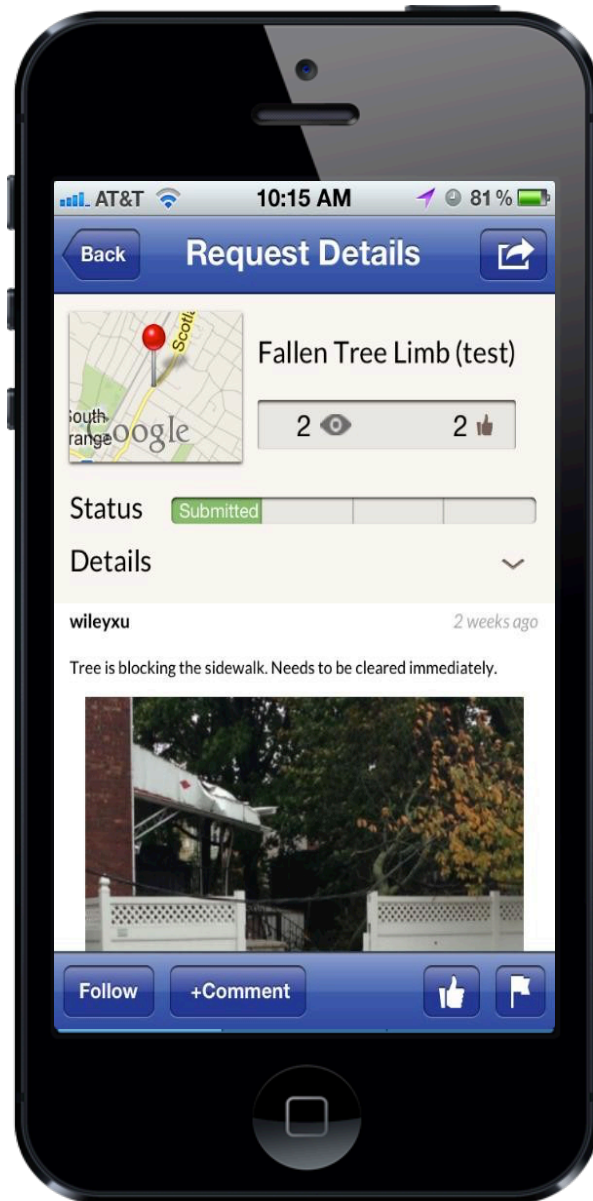 AT&T 10:15 AM 81%
Back Request Details
Scotl
South
range
Google
Fallen Tree Limb (test)
2 2
Status Submitted
Details
wileyxu 2 weeks ago
Tree is blocking the sidewalk. Needs to be cleared immediately.
Follow +Comment